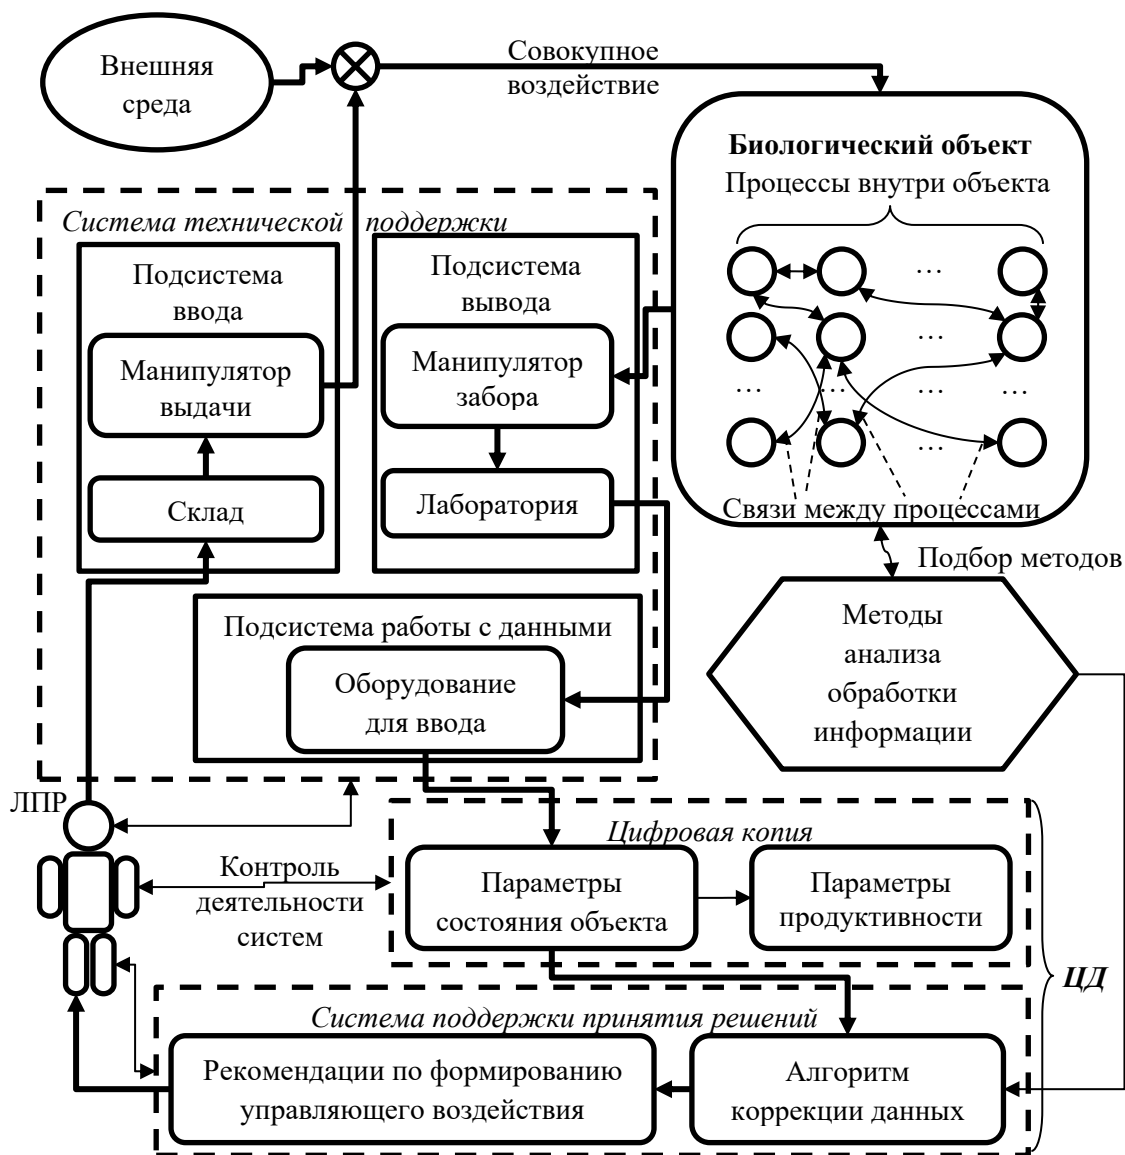 Внешняя
среда
Совокупное
воздействие
Биологический объект
Процессы внутри объекта
…
…
… … … …
…
Связи между процессами
Система технической поддержки
Подсистема
ввода
Манипулятор
выдачи
Склад
Подсистема
вывода
Манипулятор
забора
Лаборатория
Подбор методов
Методы
анализа
обработки
информации
Подсистема работы с данными
Оборудование
для ввода
ЛПР
Контроль
деятельности
систем
Цифровая копия
Параметры
состояния объекта
Параметры
продуктивности
ЦД
Система поддержки принятия решений
Рекомендации по формированию
управляющего воздействия
Алгоритм
коррекции данных